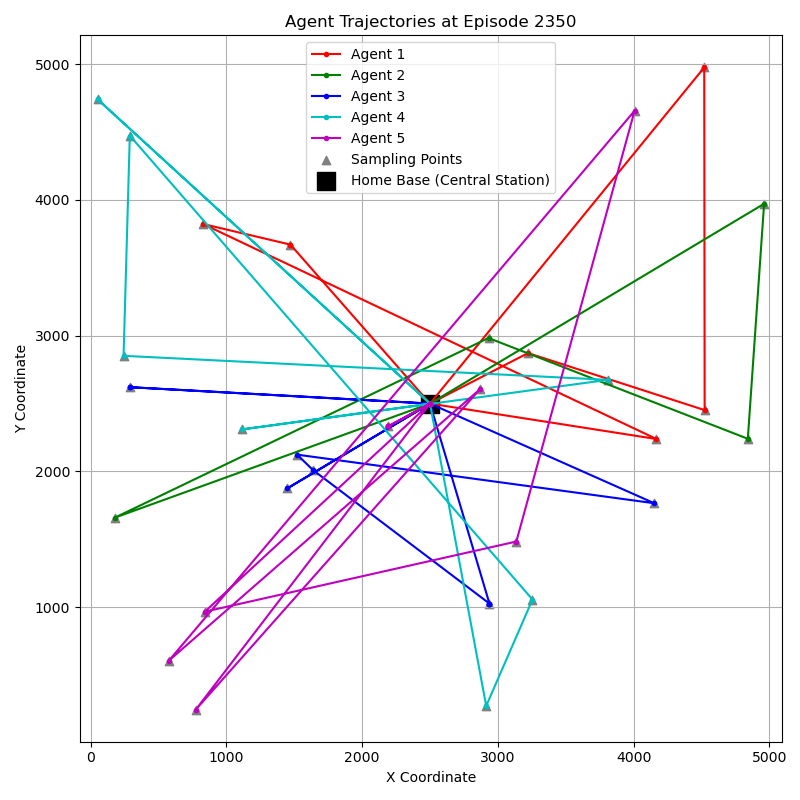 Agent Trajectories at Episode 2350
Agent 1
Agent 2
Agent 3
Agent 4
Agent 5
Sampling Points
Home Base (Central Station)
5000
4000
3000
2000
1000
Y Coordinate
0
1000
2000
3000
4000
5000
X Coordinate